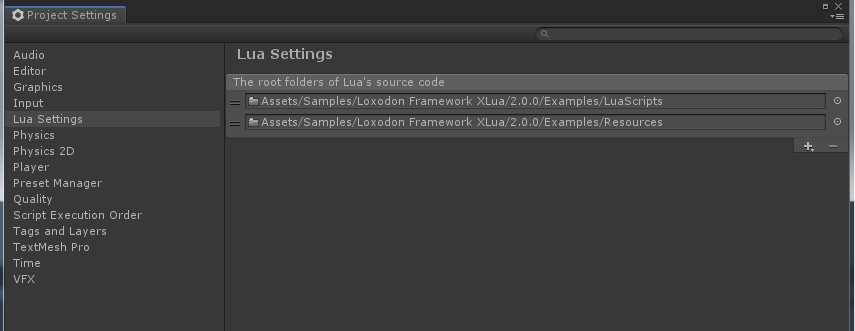 Project Settings
Audio
Editor
Graphics
Input
Lua Settings
Physics
Physics 2D
Player
Preset Manager
Quality
Script Execution Order
Tags and Layers
TextMesh Pro
Time
VFX
Lua Settings
The root folders of Lua's source code
Assets/Samples/Loxodon Framework XLua/2.0.0/Examples/LuaScripts
Assets/Samples/Loxodon Framework XLua/2.0.0/Examples/Resources